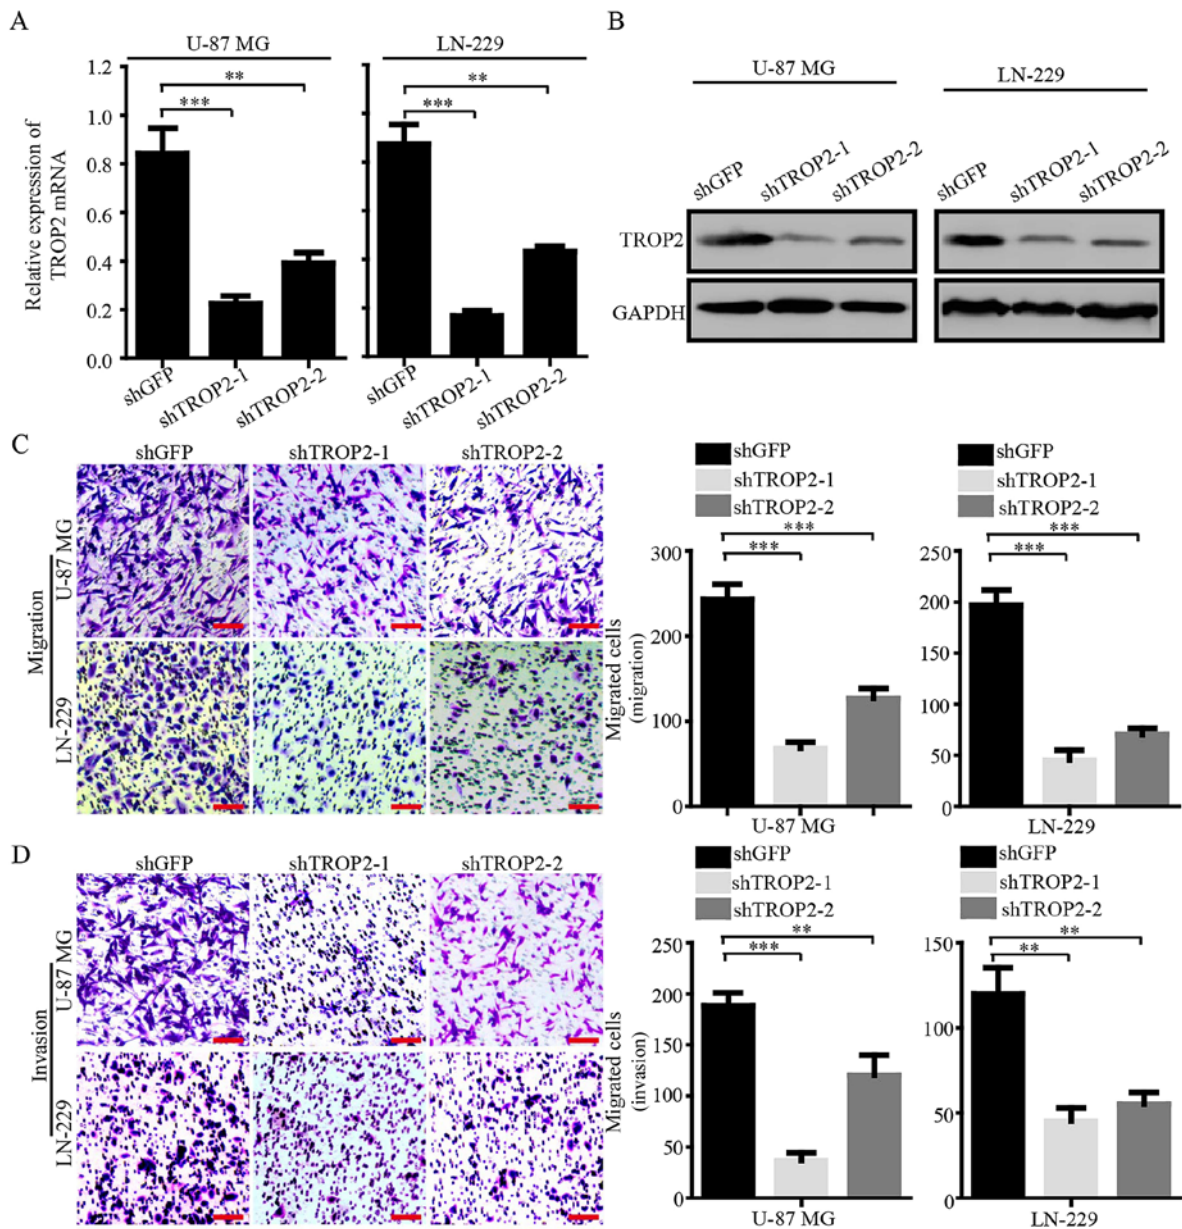 A
U-87 MG
LN-229
Relative expression of
TROP2 mRNA
1.2
1.0
0.8
0.6
0.4
0.2
0.0
***
**
***
**
shGFP
shTROP2-1
shTROP2-2
shGFP
shTROP2-1
shTROP2-2
B
U-87 MG
LN-229
shGFP
shTROP2-1
shTROP2-2
shGFP
shTROP2-1
shTROP2-2
TROP2
GAPDH
C
shGFP
shTROP2-1
shTROP2-2
Migration
U-87 MG
LN-229
shGFP
shTROP2-1
shTROP2-2
***
***
Migrated cells
(migration)
300
200
100
0
U-87 MG
shGFP
shTROP2-1
shTROP2-2
***
***
250
200
150
100
50
0
LN-229
D
shGFP
shTROP2-1
shTROP2-2
Invasion
U-87 MG
LN-229
shGFP
shTROP2-1
shTROP2-2
**
***
Migrated cells
(invasion)
250
200
150
100
50
0
U-87 MG
shGFP
shTROP2-1
shTROP2-2
**
**
150
100
50
0
LN-229